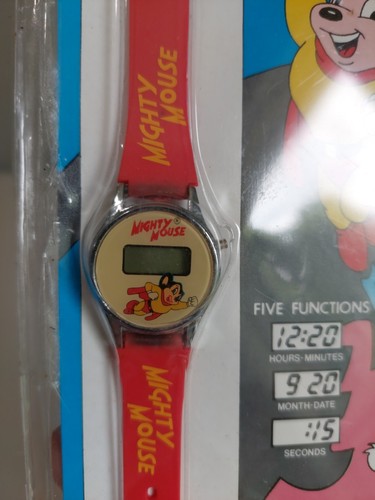 MIGHTY
MOUSE
MIGHTY
MOUSE ®
MIGHTY
MOUSE
FIVE FUNCTIONS
12:20
HOURS-MINUTES
9 20
MONTH-DATE
:15
SECONDS